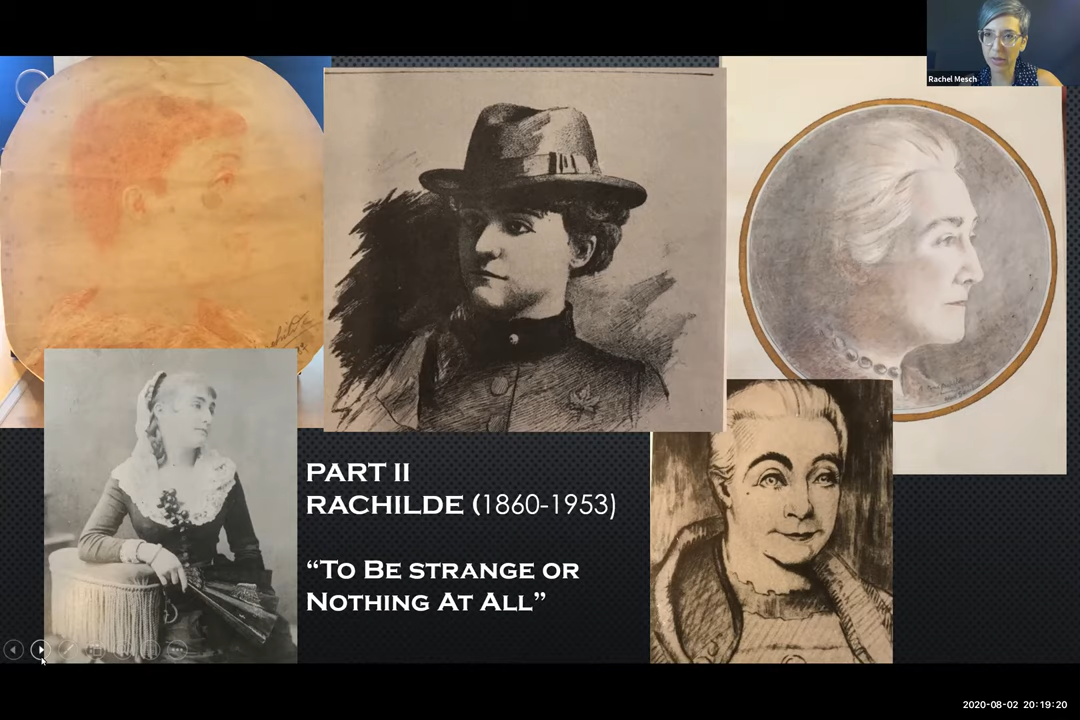 Rachel Mesch
PART II
RACHILDE (1860-1953)
“TO BE STRANGE OR
NOTHING AT ALL”
2020-08-02 20:19:20